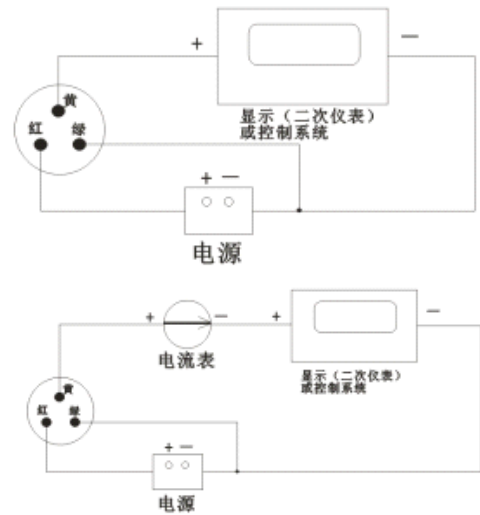 + —
黄
红 绿
显示（二次仪表）
或控制系统
+ —
电源
+ — + —
电流表
显示（二次仪表）
或控制系统
黄
红 绿
+ —
电源